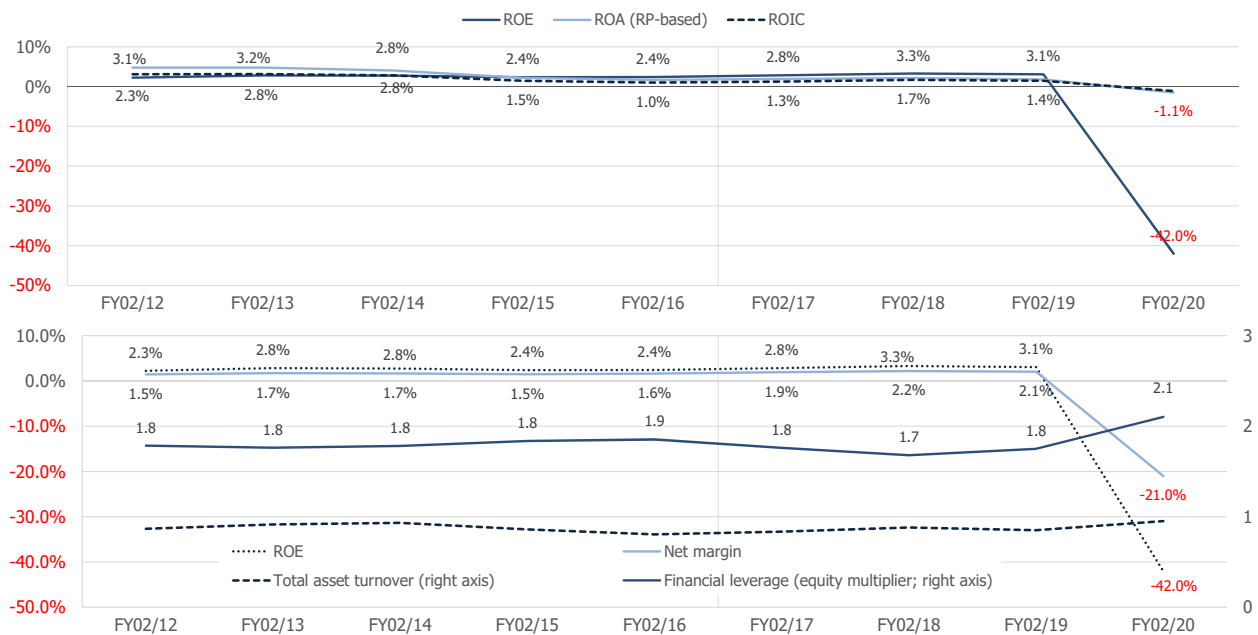 ROE ROA (RP-based) ROIC
10%
0%
-10%
-20%
-30%
-40%
-50%
3.1% 3.2% 2.8% 2.4% 2.4% 2.8% 3.3% 3.1%
2.3% 2.8% 2.8% 1.5% 1.0% 1.3% 1.7% 1.4% -1.1%
-42.0%
FY02/12 FY02/13 FY02/14 FY02/15 FY02/16 FY02/17 FY02/18 FY02/19 FY02/20
10.0%
0.0%
-10.0%
-20.0%
-30.0%
-40.0%
-50.0%
2.3% 2.8% 2.8% 2.4% 2.4% 2.8% 3.3% 3.1%
1.5% 1.7% 1.7% 1.5% 1.6% 1.9% 2.2% 2.1% 2.1
1.8 1.8 1.8 1.8 1.9 1.8 1.7 1.8
-21.0%
-42.0%
3
2
1
0
ROE Net margin
Total asset turnover (right axis) Financial leverage (equity multiplier; right axis)
FY02/12 FY02/13 FY02/14 FY02/15 FY02/16 FY02/17 FY02/18 FY02/19 FY02/20